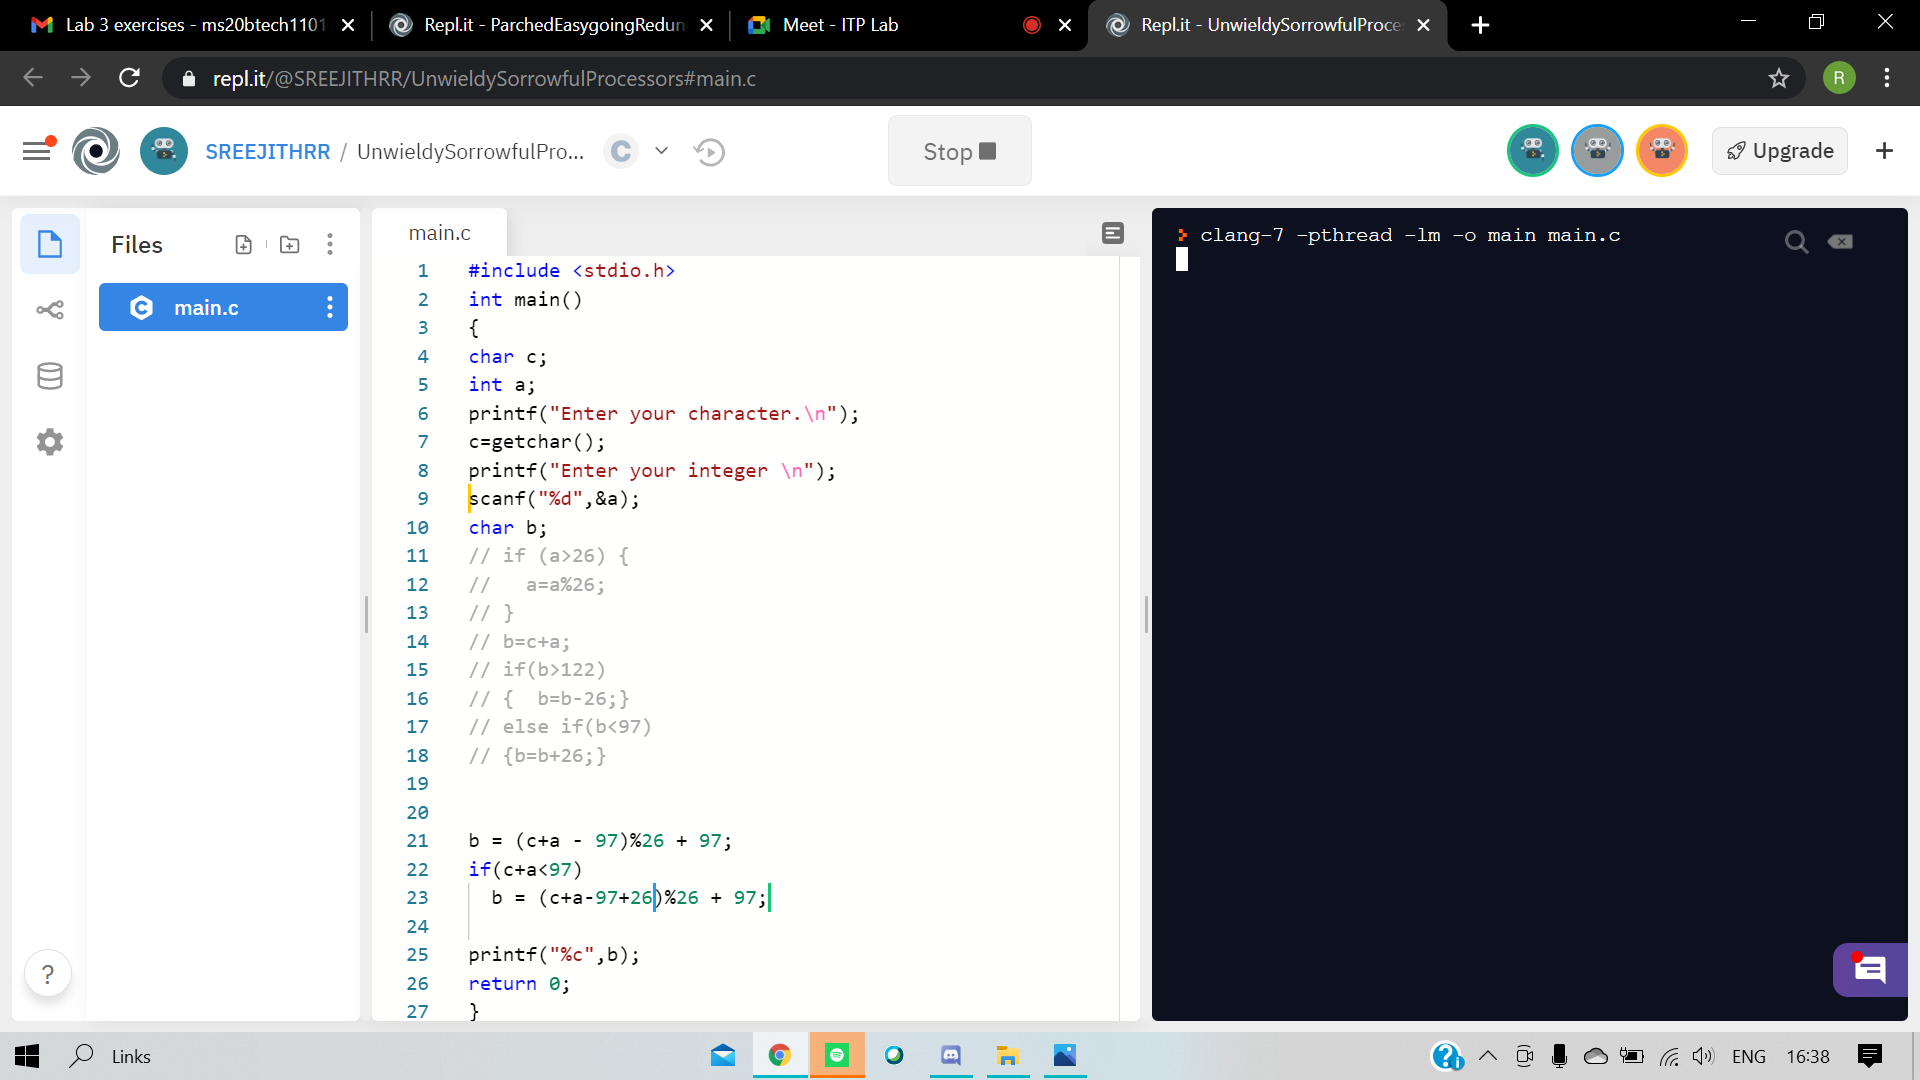 Lab 3 exercises - ms20btech1101
Repl.it - ParchedEasygoingRedun
Meet - ITP Lab
Repl.it - UnwieldySorrowfulProce
repl.it/@SREEJITHRR/UnwieldySorrowfulProcessors#main.c
R
SREEJITHRR / UnwieldySorrowfulPro... C
Stop
Upgrade
Files
main.c
main.c
1 #include <stdio.h>
2 int main()
3 {
4 char c;
5 int a;
6 printf("Enter your character.\n");
7 c=getchar();
8 printf("Enter your integer \n");
9 scanf("%d",&a);
10 char b;
11 // if (a>26) {
12 //   a=a%26;
13 // }
14 // b=c+a;
15 // if(b>122)
16 // {  b=b-26;}
17 // else if(b<97)
18 // {b=b+26;}
19
20
21 b = (c+a - 97)%26 + 97;
22 if(c+a<97)
23   b = (c+a-97+26)%26 + 97;
24
25 printf("%c",b);
26 return 0;
27 }
clang-7 -pthread -lm -o main main.c
?
Links
ENG
16:38